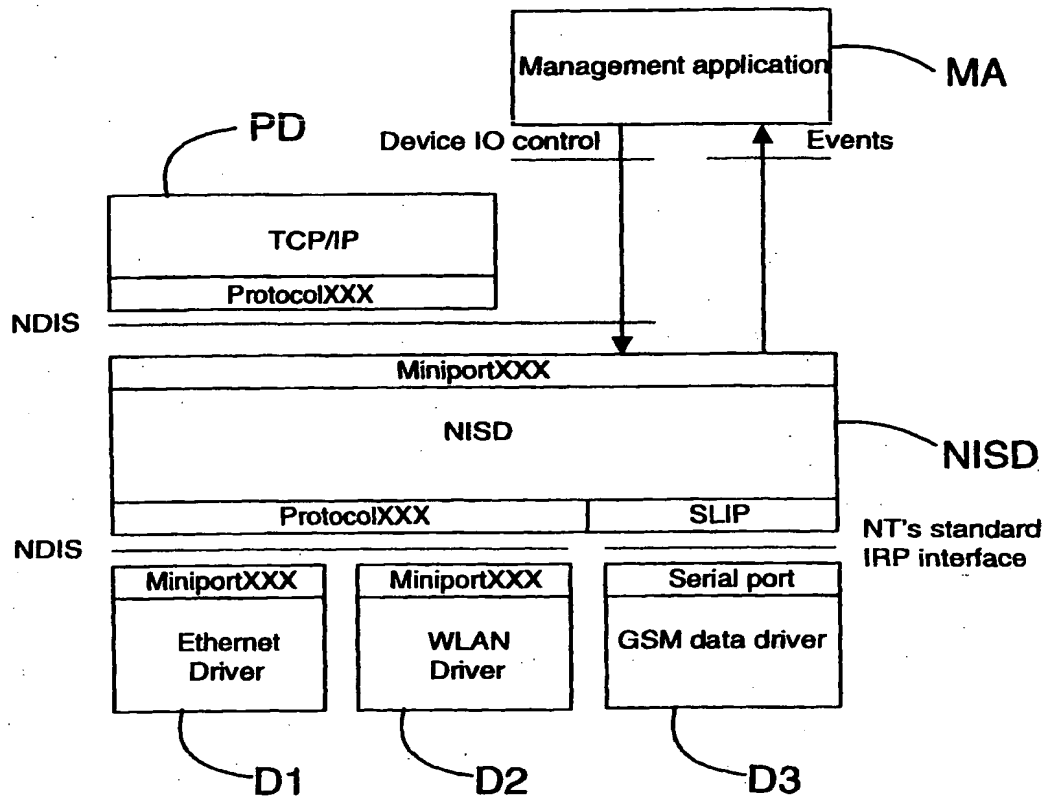 Management application
MA
PD
Device IO control
Events
TCP/IP
ProtocolXXX
NDIS
MiniportXXX
NISD
NISD
ProtocolXXX
SLIP
NDIS
NT's standard
IRP interface
MiniportXXX
MiniportXXX
Serial port
Ethernet
Driver
WLAN
Driver
GSM data driver
D1
D2
D3